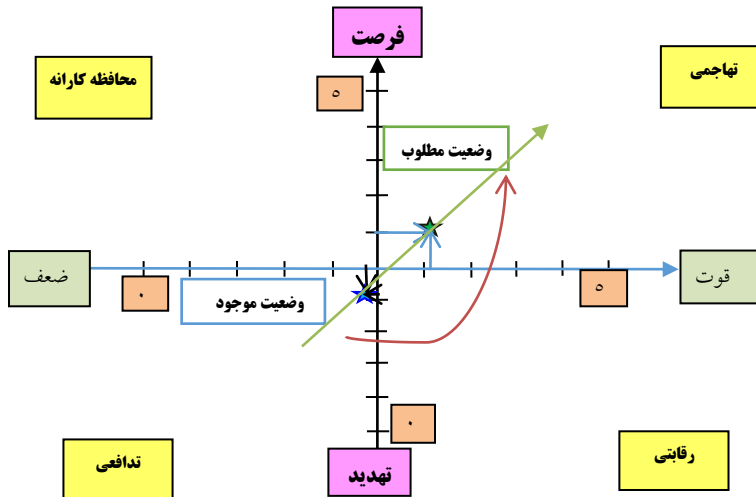 فرصت
تهاجمی
محافظه کارانه
۵
وضعیت مطلوب
قوت
ضعف
۵
۰
وضعیت موجود
۰
رقابتی
تدافعی
تهدید